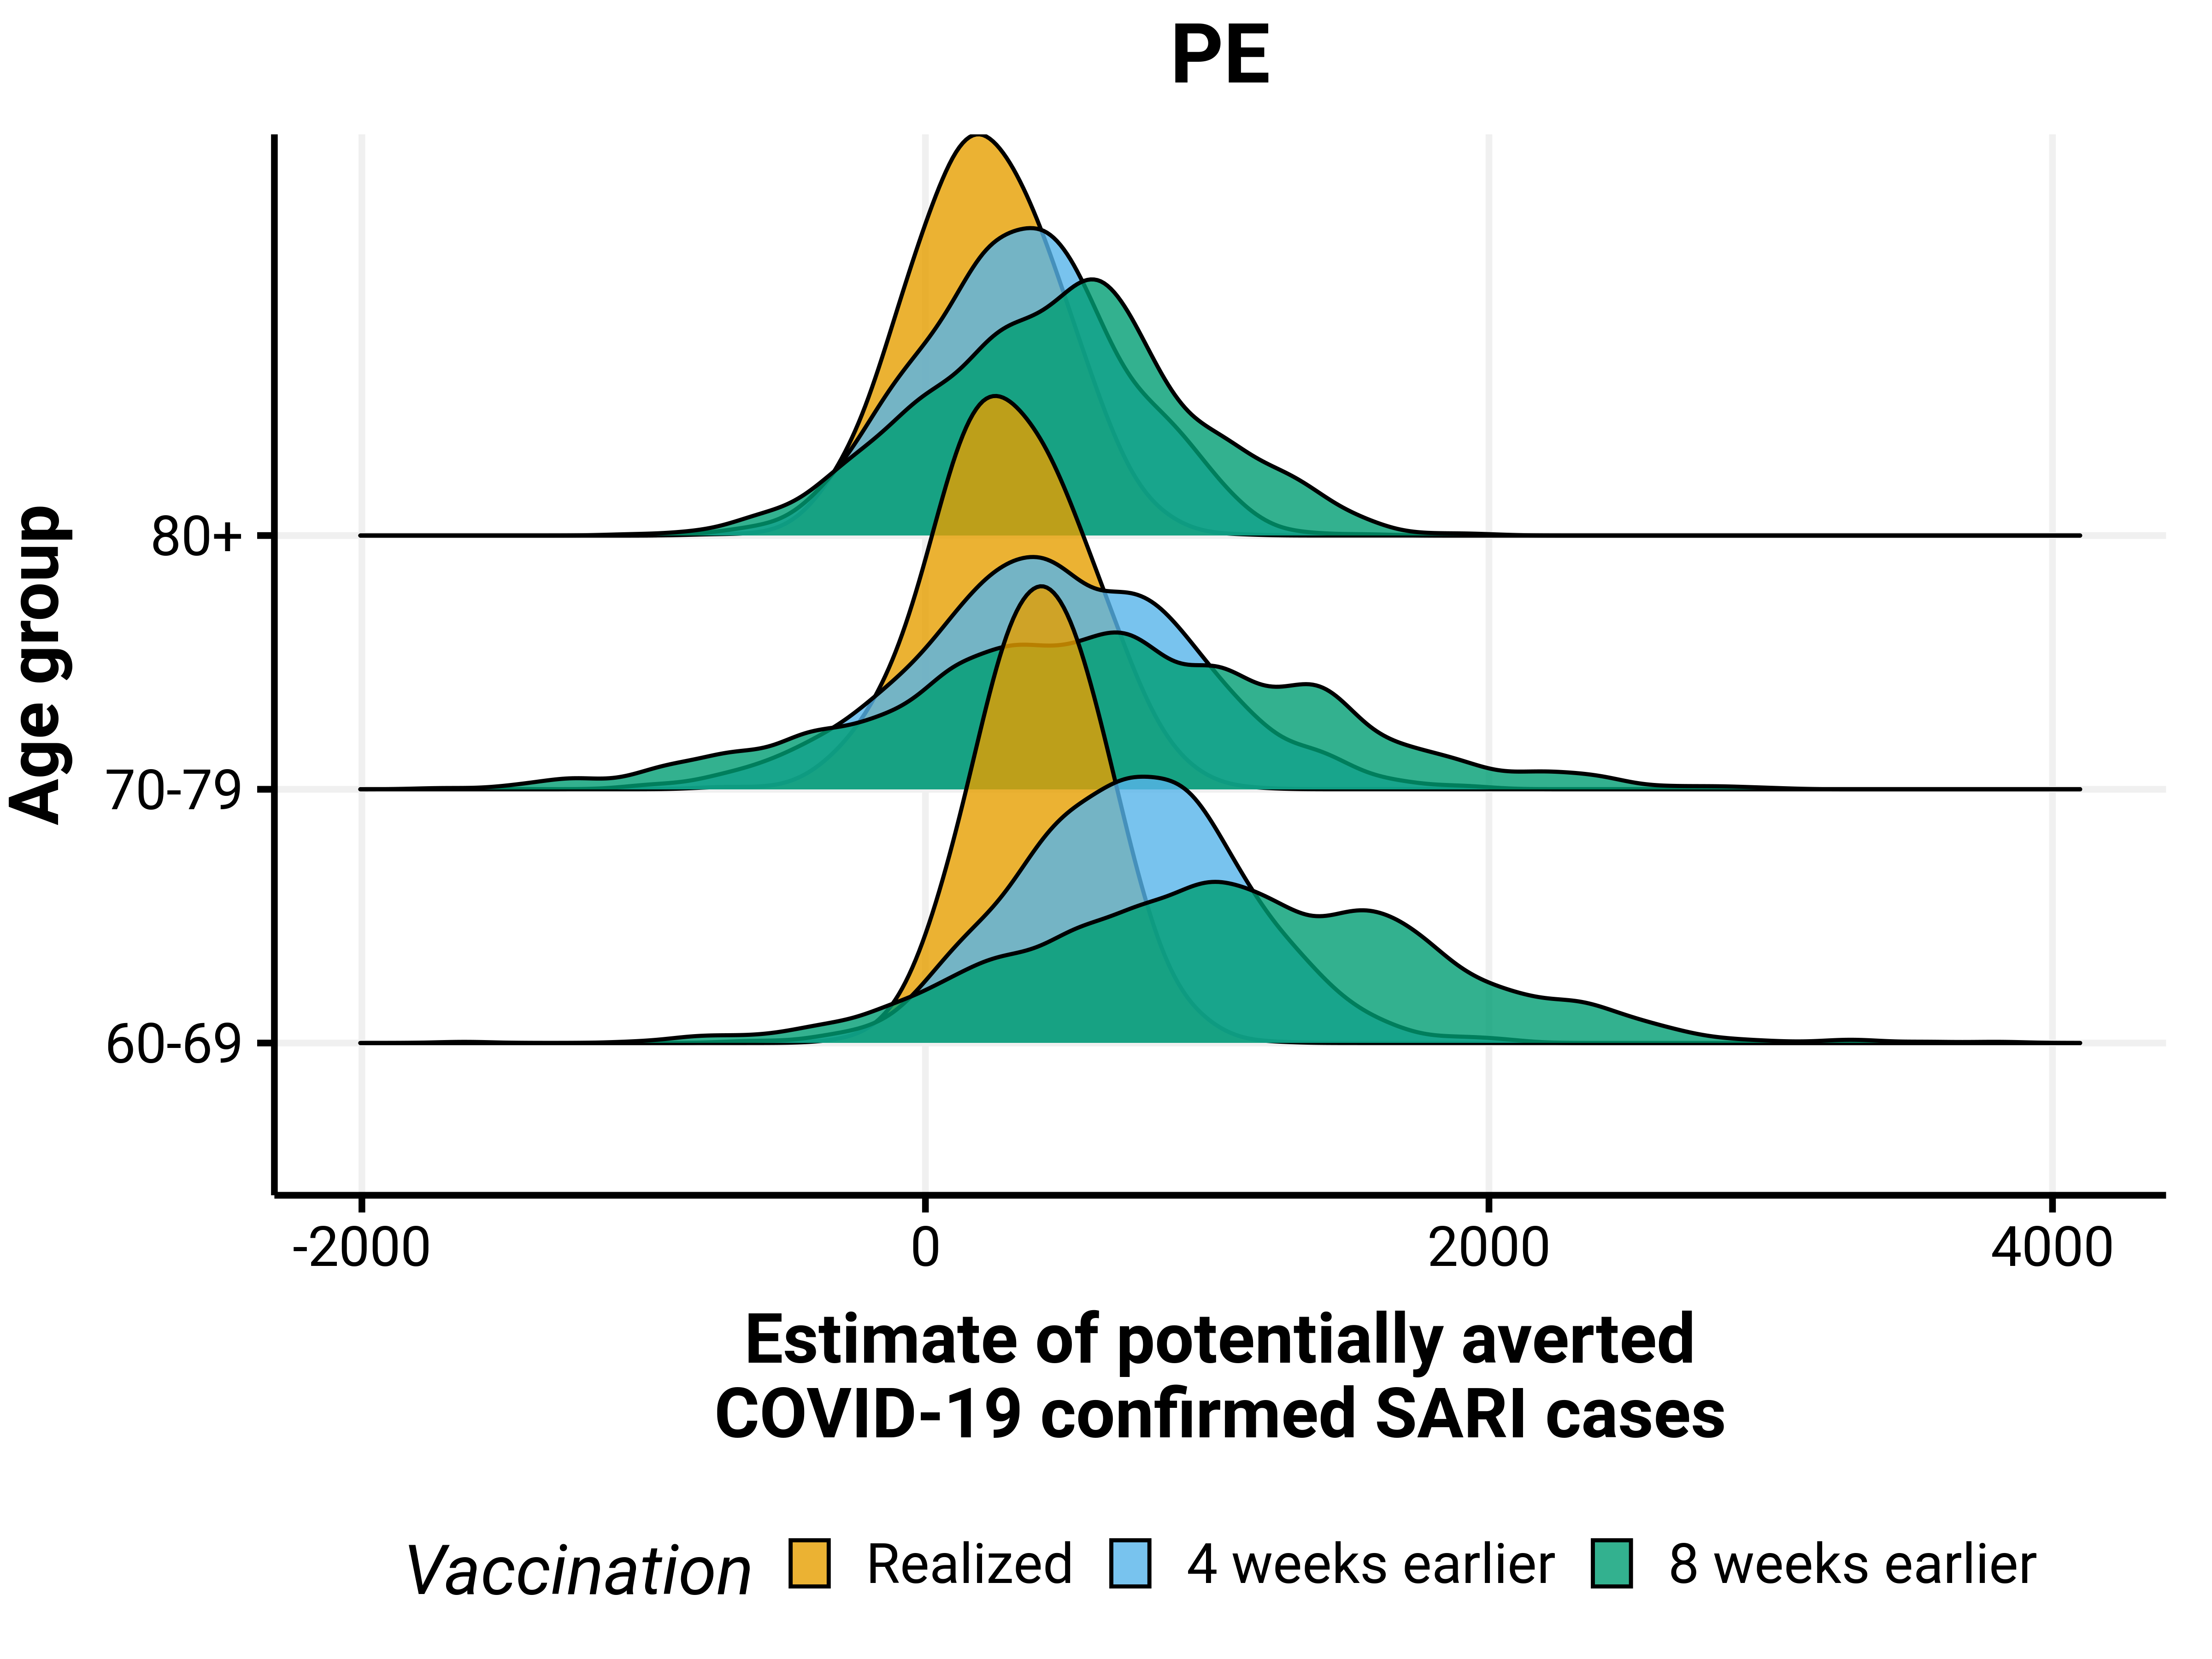 PE
Age group
80+
70-79
60-69
-2000 0 2000 4000
Estimate of potentially averted
COVID-19 confirmed SARI cases
Vaccination Realized 4 weeks earlier 8 weeks earlier